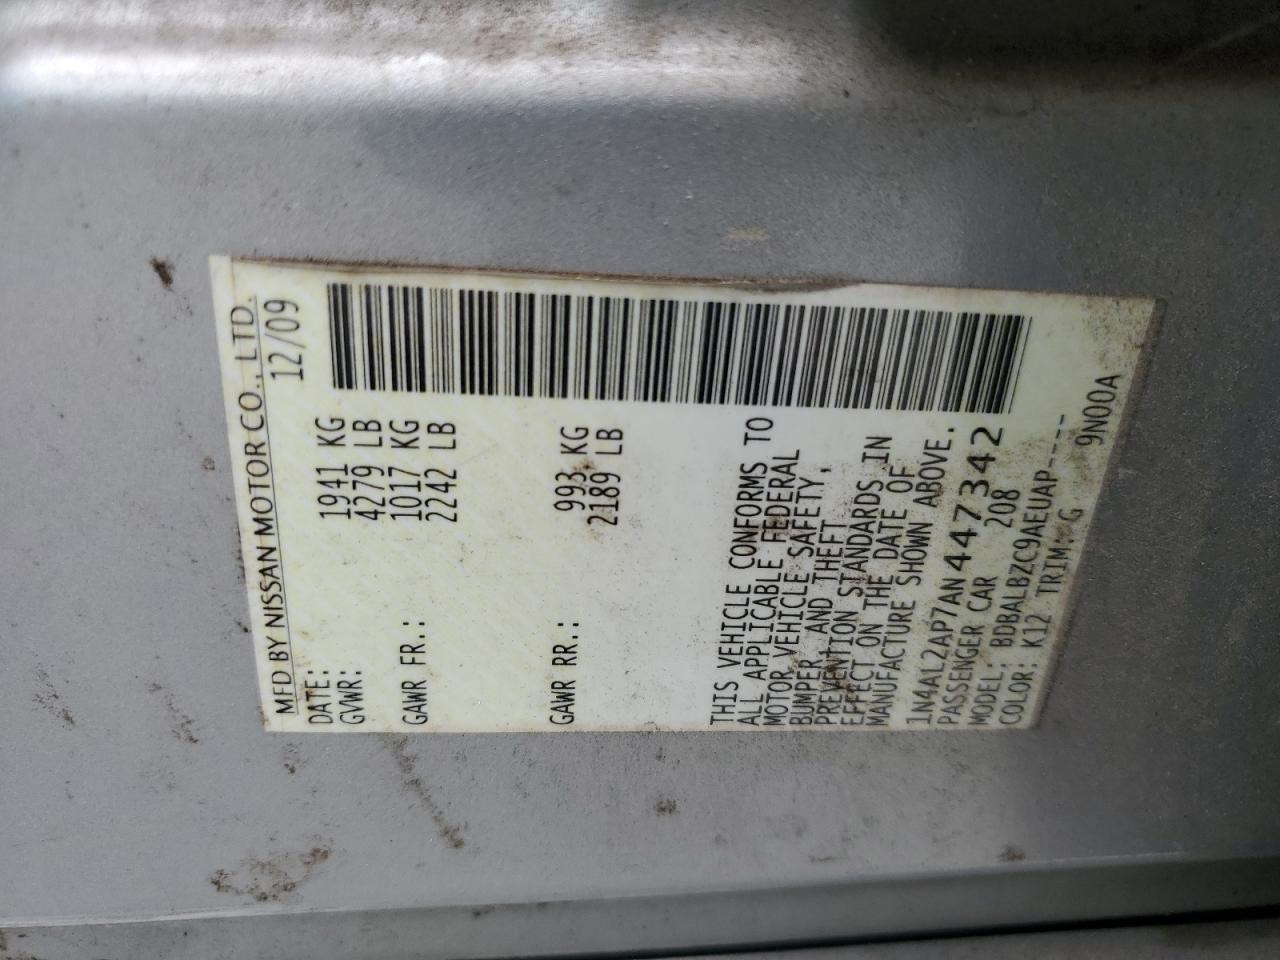 MFD BY NISSAN MOTOR CO., LTD.
DATE: 12/09
GVWR: 1941 KG
4279 LB
GAWR FR.: 1017 KG
2242 LB
GAWR RR.: 993 KG
2189 LB
THIS VEHICLE CONFORMS TO
ALL APPLICABLE FEDERAL
MOTOR VEHICLE SAFETY,
BUMPER AND THEFT
PREVENTION STANDARDS IN
EFFECT ON THE DATE OF
MANUFACTURE SHOWN ABOVE.
1N4AL2AP7AN447342
PASSENGER CAR 208
MODEL: BDBALBZC9AEUAP----
COLOR: K12 TRIM: G 9N00A